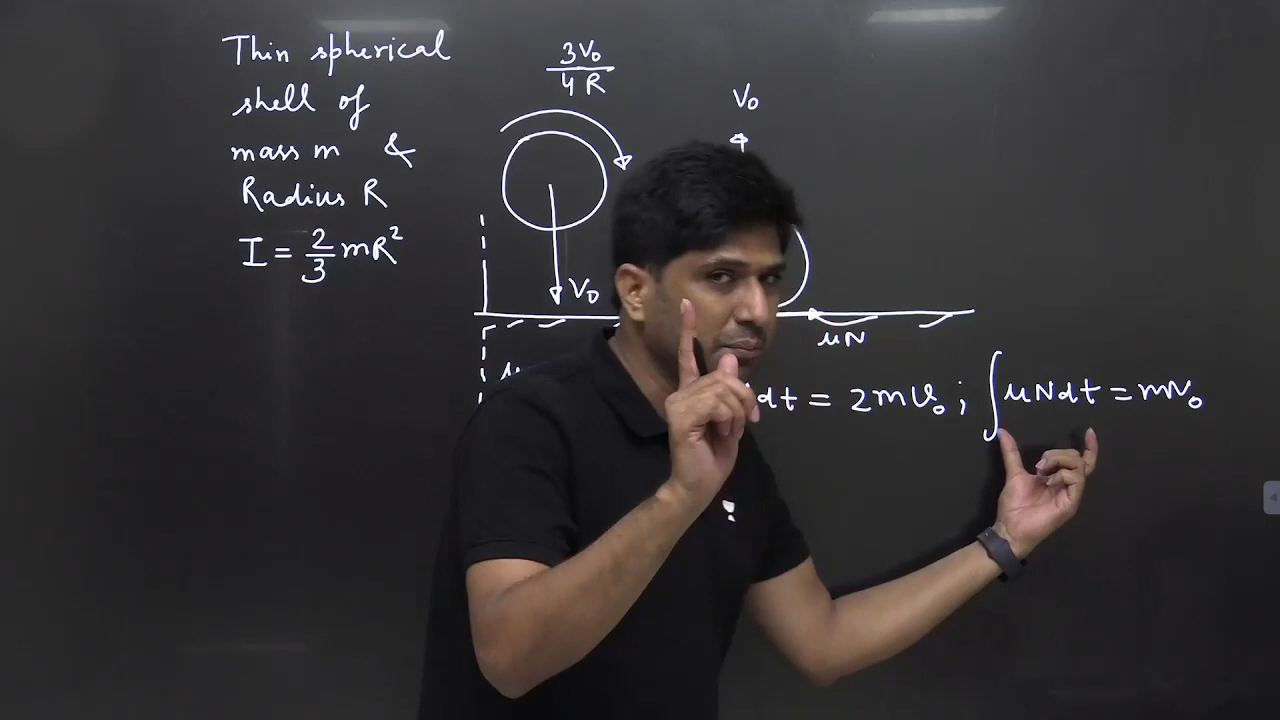 Thin spherical
shell of
mass m &
Radius R
I = 2/3 mR²
3V₀/4R
V₀
V₀
μN
dt = 2mv₀ ; ∫μNdt = mv₀